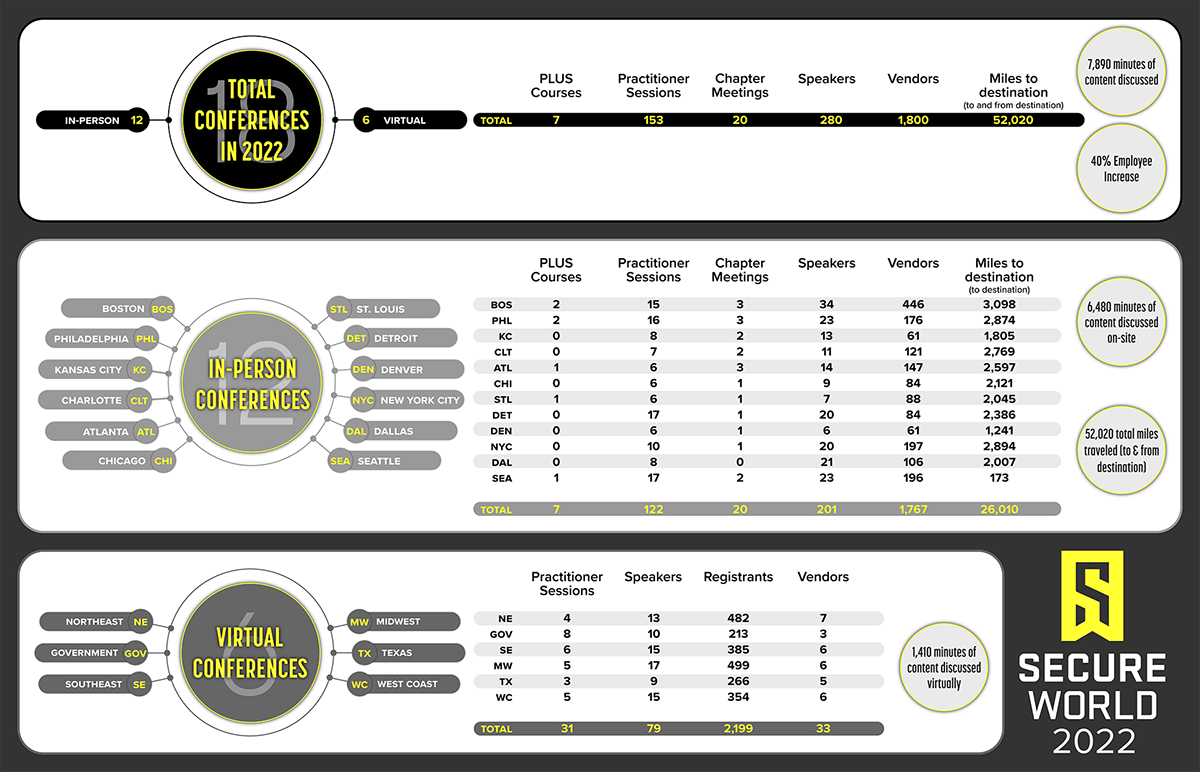 18
TOTAL
CONFERENCES
IN 2022
IN-PERSON 12
6 VIRTUAL
PLUS Courses Practitioner Sessions Chapter Meetings Speakers Vendors Miles to destination (to and from destination)
TOTAL 7 153 20 280 1,800 52,020
7,890 minutes of
content discussed
40% Employee
Increase
12
IN-PERSON
CONFERENCES
BOSTON BOS
PHILADELPHIA PHL
KANSAS CITY KC
CHARLOTTE CLT
ATLANTA ATL
CHICAGO CHI
STL ST. LOUIS
DET DETROIT
DEN DENVER
NYC NEW YORK CITY
DAL DALLAS
SEA SEATTLE
PLUS Courses Practitioner Sessions Chapter Meetings Speakers Vendors Miles to destination (to destination)
BOS 2 15 3 34 446 3,098
PHL 2 16 3 23 176 2,874
KC 0 8 2 13 61 1,805
CLT 0 7 2 11 121 2,769
ATL 1 6 3 14 147 2,597
CHI 0 6 1 9 84 2,121
STL 1 6 1 7 88 2,045
DET 0 17 1 20 84 2,386
DEN 0 6 1 6 61 1,241
NYC 0 10 1 20 197 2,894
DAL 0 8 0 21 106 2,007
SEA 1 17 2 23 196 173
TOTAL 7 122 20 201 1,767 26,010
6,480 minutes of
content discussed
on-site
52,020 total miles
traveled (to & from
destination)
6
VIRTUAL
CONFERENCES
NORTHEAST NE
GOVERNMENT GOV
SOUTHEAST SE
MW MIDWEST
TX TEXAS
WC WEST COAST
Practitioner Sessions Speakers Registrants Vendors
NE 4 13 482 7
GOV 8 10 213 3
SE 6 15 385 6
MW 5 17 499 6
TX 3 9 266 5
WC 5 15 354 6
TOTAL 31 79 2,199 33
1,410 minutes of
content discussed
virtually
SECURE
WORLD
2022